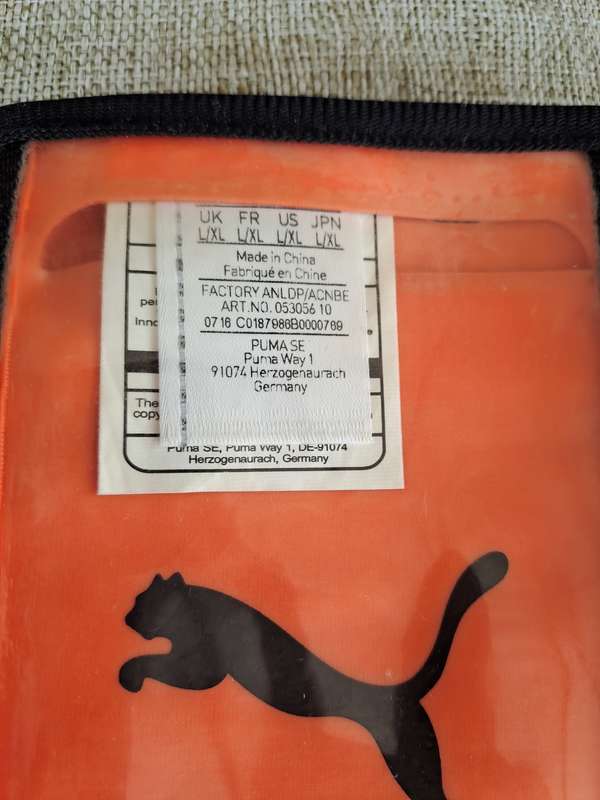 UK FR US JPN
L/XL L/XL L/XL L/XL
Made in China
Fabriqué en Chine
FACTORY ANLDP/ACNBE
ART.NO. 053056 10
0716 C0187986B0000769
PUMA SE
Puma Way 1
91074 Herzogenaurach
Germany
The
copy
Puma SE, Puma Way 1, DE-91074
Herzogenaurach, Germany